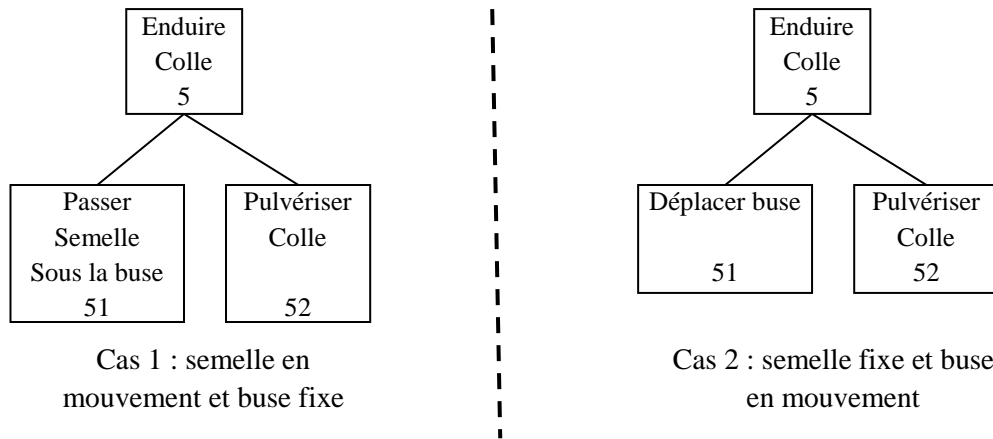 Enduire
Colle
5
Passer
Semelle
Sous la buse
51
Pulvériser
Colle
52
Cas 1 : semelle en
mouvement et buse fixe
Enduire
Colle
5
Déplacer buse
51
Pulvériser
Colle
52
Cas 2 : semelle fixe et buse
en mouvement